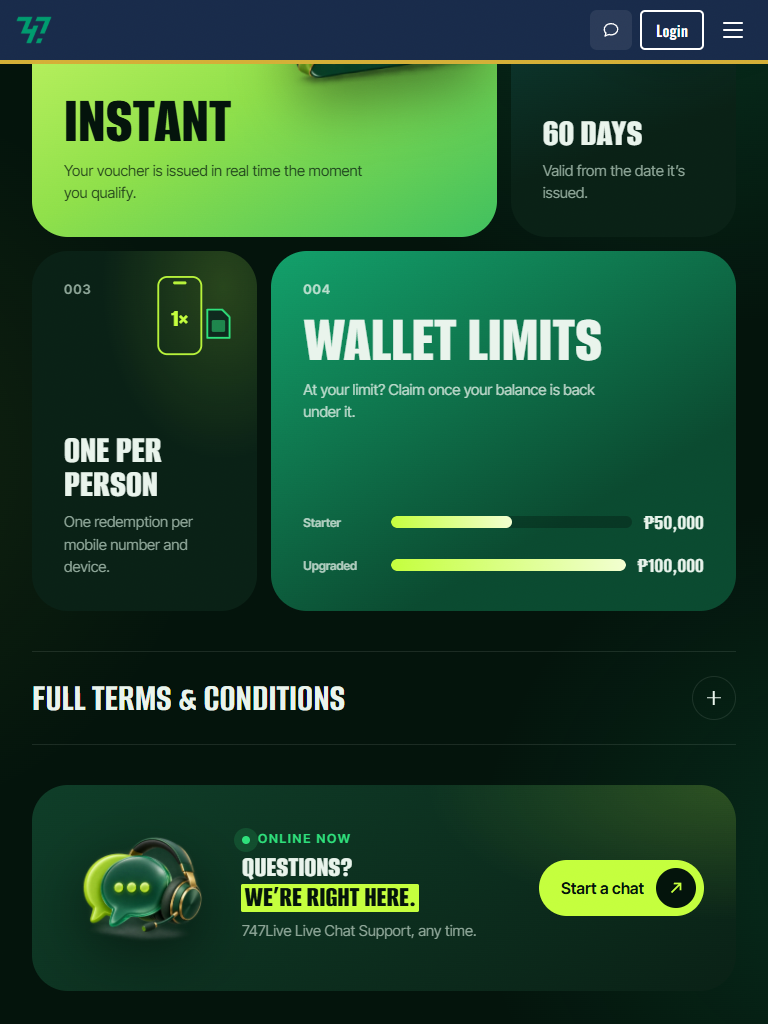 747
Login
INSTANT
Your voucher is issued in real time the moment
you qualify.
60 DAYS
Valid from the date it's
issued.
003
1×
ONE PER
PERSON
One redemption per
mobile number and
device.
004
WALLET LIMITS
At your limit? Claim once your balance is back
under it.
Starter
₱50,000
Upgraded
₱100,000
FULL TERMS & CONDITIONS
ONLINE NOW
QUESTIONS?
WE'RE RIGHT HERE.
747Live Live Chat Support, any time.
Start a chat